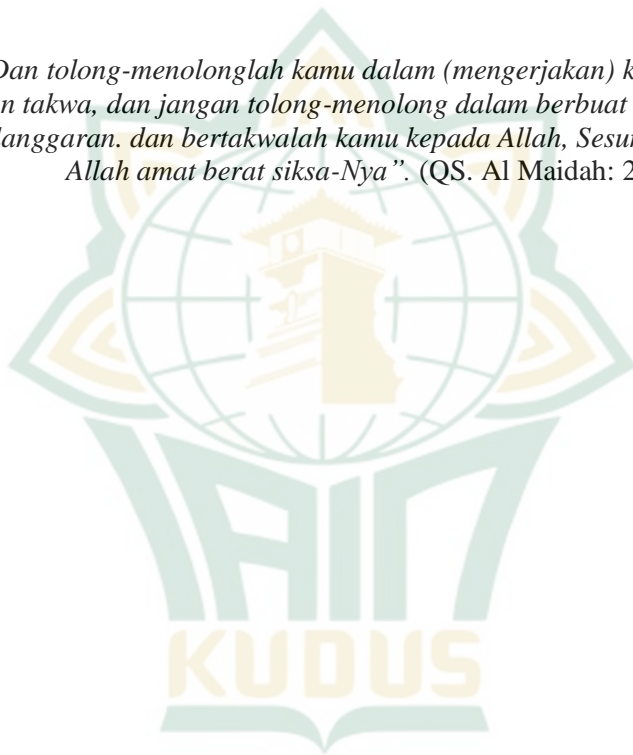 Dan tolong-menolonglah kamu dalam (mengerjakan) k
n takwa, dan jangan tolong-menolong dalam berbuat
langgaran. dan bertakwalah kamu kepada Allah, Sesun
Allah amat berat siksa-Nya”. (QS. Al Maidah: 2
IAIN
KUDUS